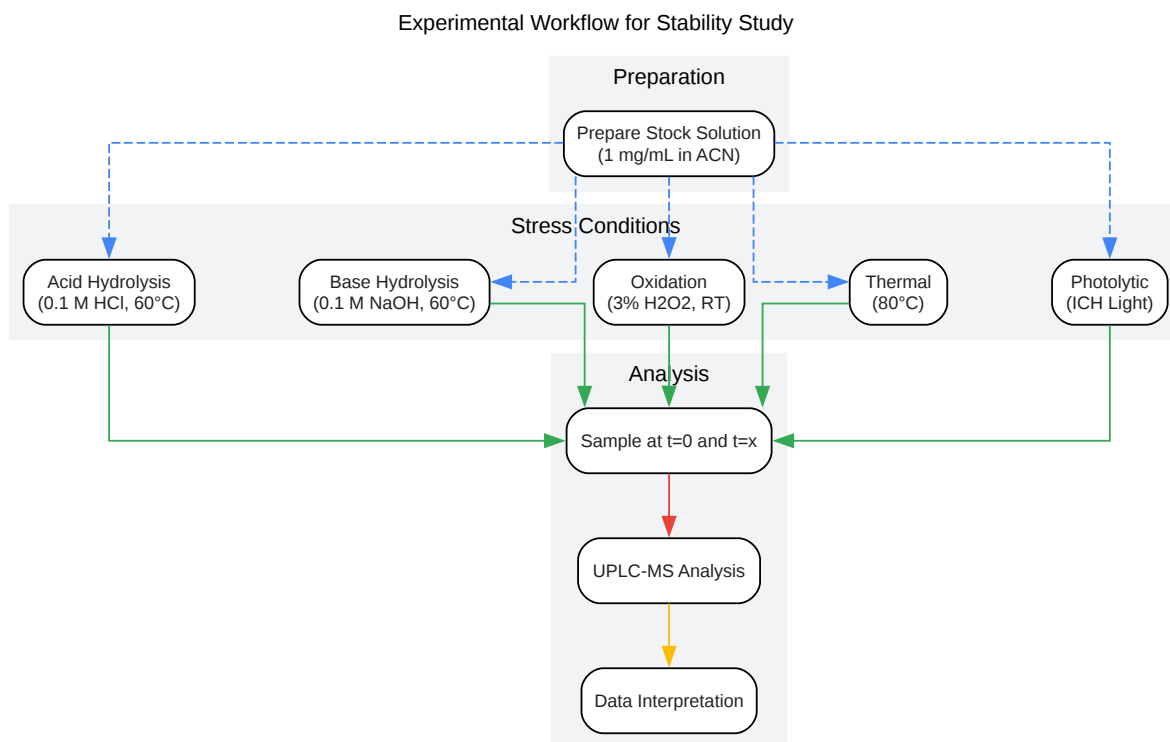 Experimental Workflow for Stability Study
Preparation
Prepare Stock Solution
(1 mg/mL in ACN)
Stress Conditions
Acid Hydrolysis
(0.1 M HCl, 60°C)
Base Hydrolysis
(0.1 M NaOH, 60°C)
Oxidation
(3% H2O2, RT)
Thermal
(80°C)
Photolytic
(ICH Light)
Analysis
Sample at t=0 and t=x
UPLC-MS Analysis
Data Interpretation